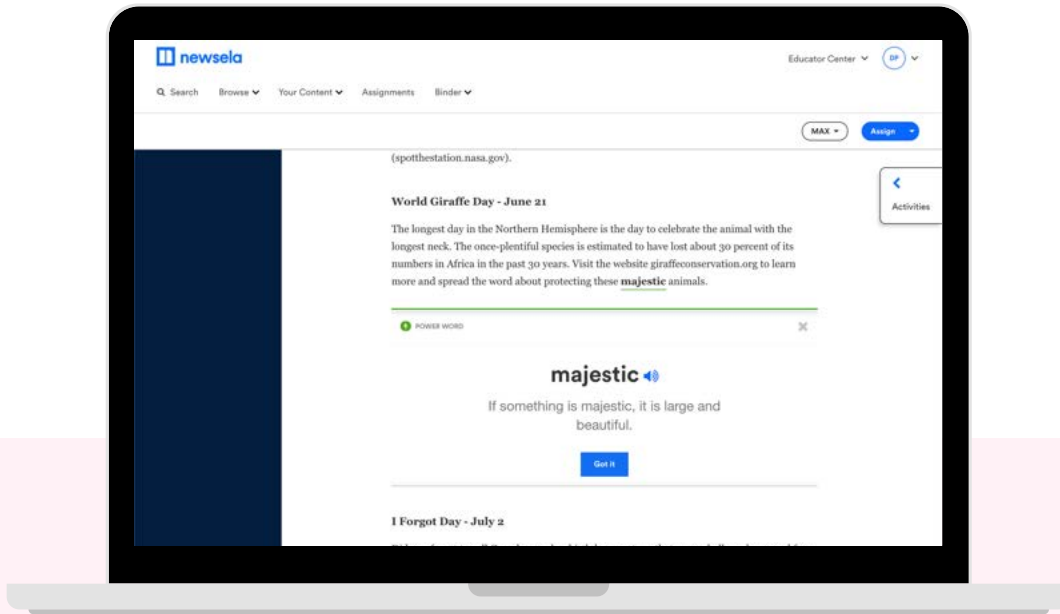 newsela
Educator Center
DP
Search
Browse
Your Content
Assignments
Binder
MAX
Assign
(spotthestation.nasa.gov).
Activities
World Giraffe Day - June 21
The longest day in the Northern Hemisphere is the day to celebrate the animal with the
longest neck. The once-plentiful species is estimated to have lost about 30 percent of its
numbers in Africa in the past 30 years. Visit the website giraffeconservation.org to learn
more and spread the word about protecting these majestic animals.
POWER WORD
majestic
If something is majestic, it is large and
beautiful.
Got it
I Forgot Day - July 2